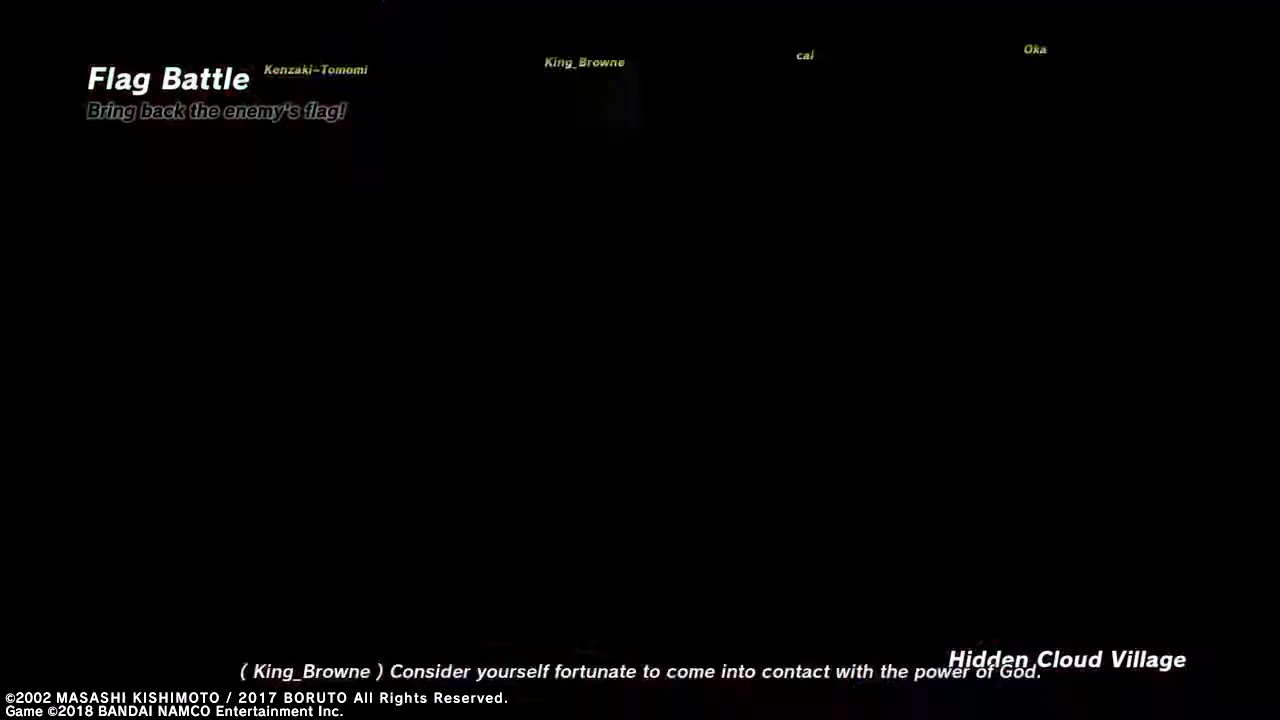 Flag Battle
Kenzaki-Tomomi
King_Browne
cal
Oka
Bring back the enemy's flag!
Hidden Cloud Village
( King_Browne ) Consider yourself fortunate to come into contact with the power of God.
©2002 MASASHI KISHIMOTO / 2017 BORUTO All Rights Reserved.
Game ©2018 BANDAI NAMCO Entertainment Inc.